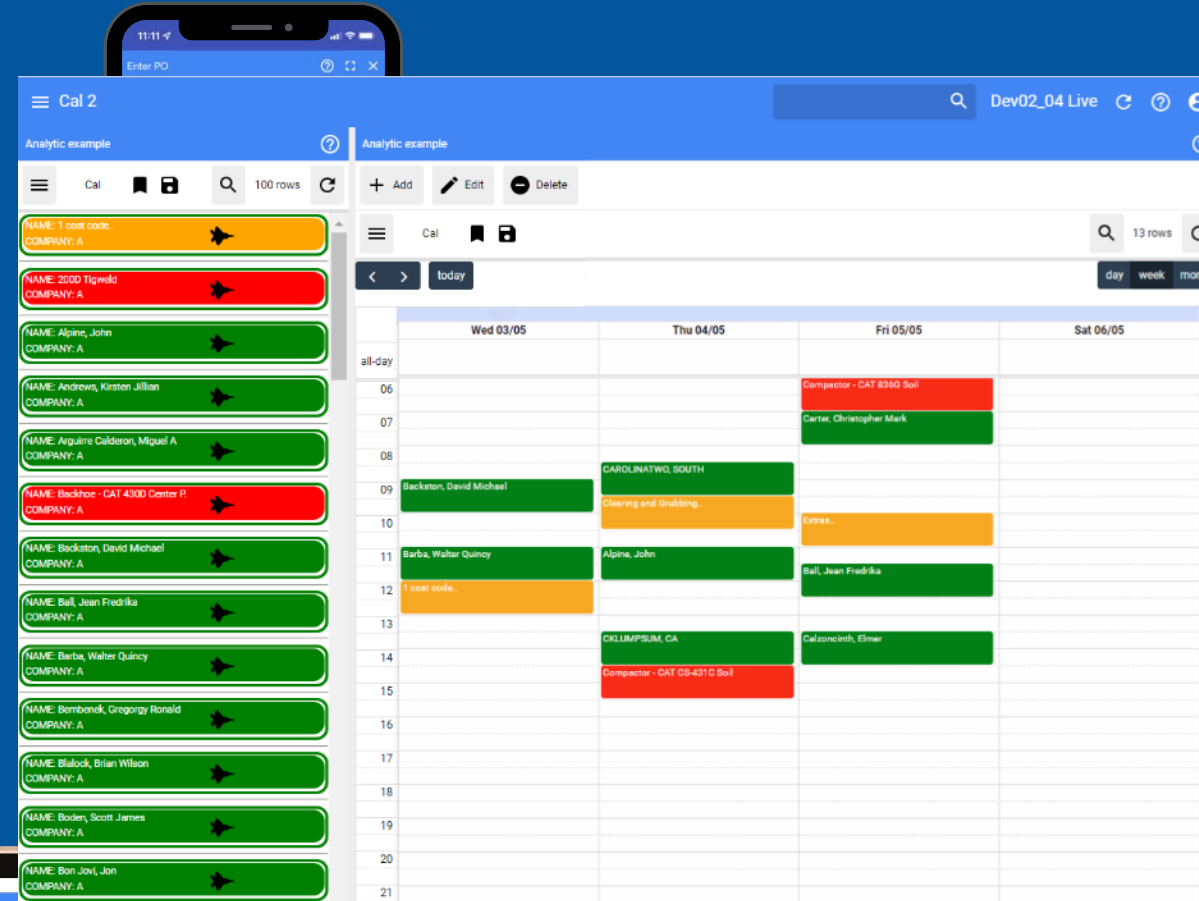 11:11
Enter PO
Cal 2
Dev02_04 Live
Analytic example
Analytic example
Cal
100 rows
Add
Edit
Delete
Cal
13 rows
today
day
week
mon
Wed 03/05
Thu 04/05
Fri 05/05
Sat 06/05
all-day
06
07
08
09
10
11
12
13
14
15
16
17
18
19
20
21
NAME: 1 cost code..
COMPANY: A
NAME: 200D Tigweld
COMPANY: A
NAME: Alpine, John
COMPANY: A
NAME: Andrews, Kirsten Jillian
COMPANY: A
NAME: Arguirre Calderon, Miguel A
COMPANY: A
NAME: Backhoe - CAT 430D Center P.
COMPANY: A
NAME: Backston, David Michael
COMPANY: A
NAME: Ball, Jean Fredrika
COMPANY: A
NAME: Barba, Walter Quincy
COMPANY: A
NAME: Bembenek, Gregorgy Ronald
COMPANY: A
NAME: Blalock, Brian Wilson
COMPANY: A
NAME: Boden, Scott James
COMPANY: A
NAME: Bon Jovi, Jon
COMPANY: A
Backston, David Michael
Barba, Walter Quincy
1 cost code..
CAROLINATWO, SOUTH
Clearing and Grubbing..
Alpine, John
CKLUMPSUM, CA
Compactor - CAT CS-431C Soil
Compactor - CAT 836G Soil
Carter, Christopher Mark
Extras..
Ball, Jean Fredrika
Calzoncinth, Elmer